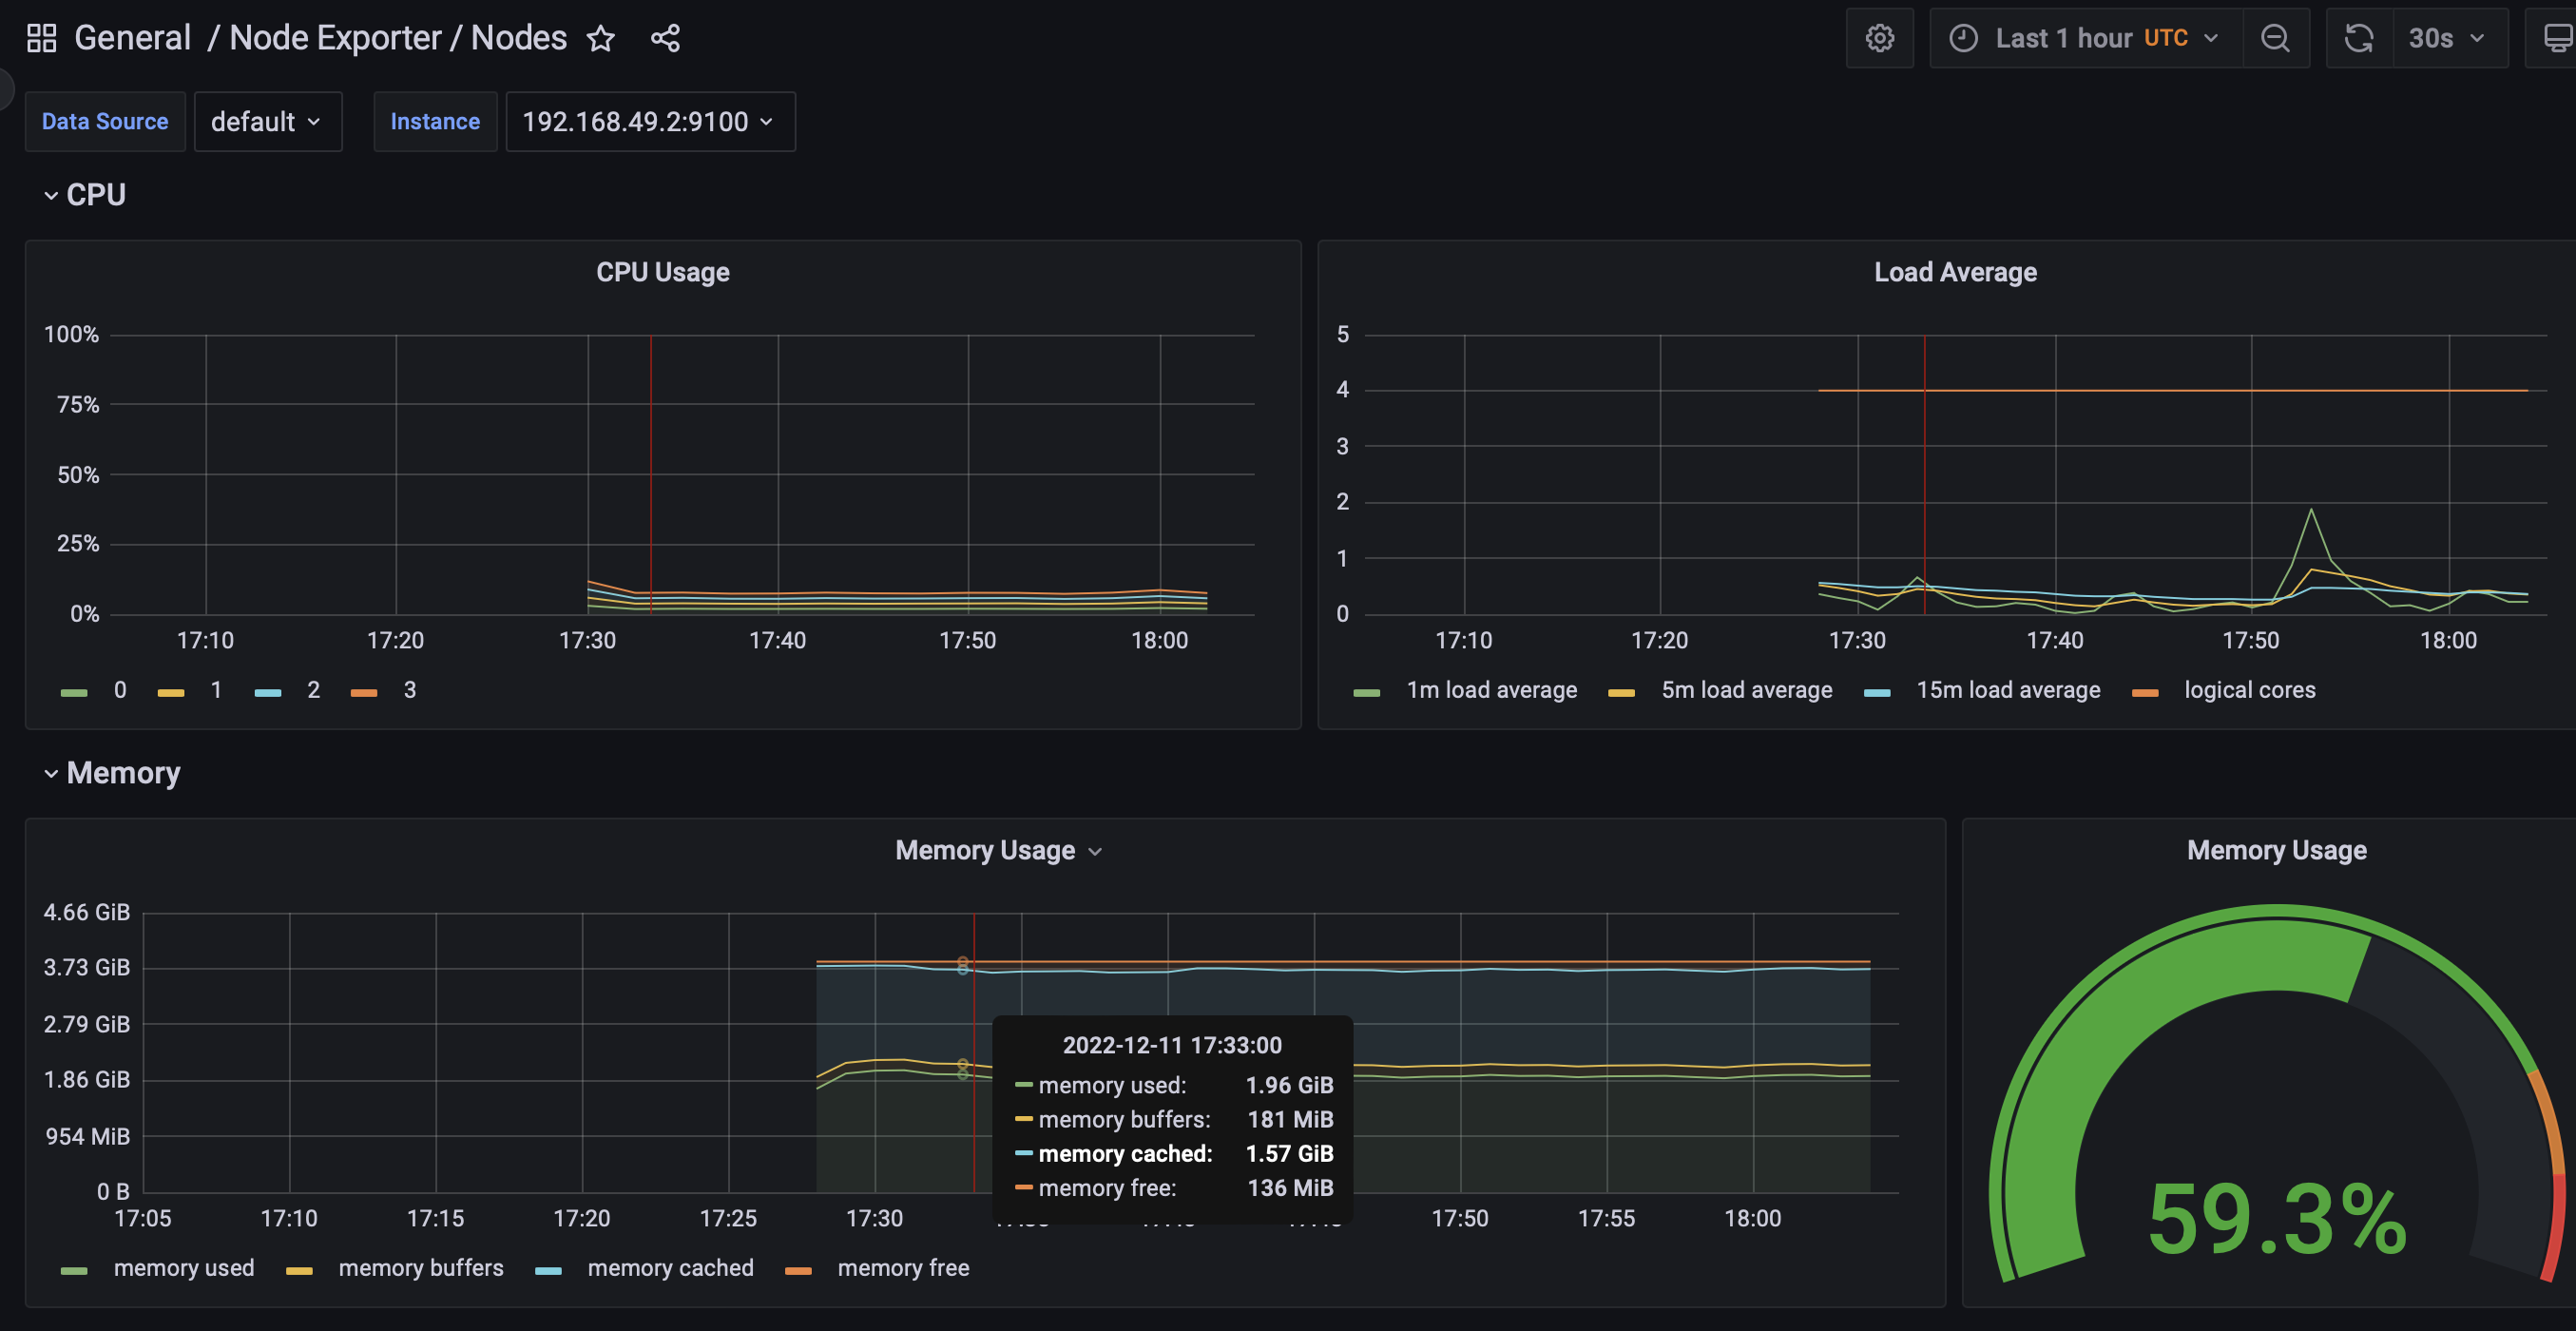 General / Node Exporter / Nodes
Last 1 hour UTC
30s
Data Source
default
Instance
192.168.49.2:9100
CPU
CPU Usage
100%
75%
50%
25%
0%
17:10 17:20 17:30 17:40 17:50 18:00
0 1 2 3
Load Average
5
4
3
2
1
0
17:10 17:20 17:30 17:40 17:50 18:00
1m load average 5m load average 15m load average logical cores
Memory
Memory Usage
4.66 GiB
3.73 GiB
2.79 GiB
1.86 GiB
954 MiB
0 B
17:05 17:10 17:15 17:20 17:25 17:30 17:50 17:55 18:00
2022-12-11 17:33:00
memory used: 1.96 GiB
memory buffers: 181 MiB
memory cached: 1.57 GiB
memory free: 136 MiB
memory used memory buffers memory cached memory free
Memory Usage
59.3%